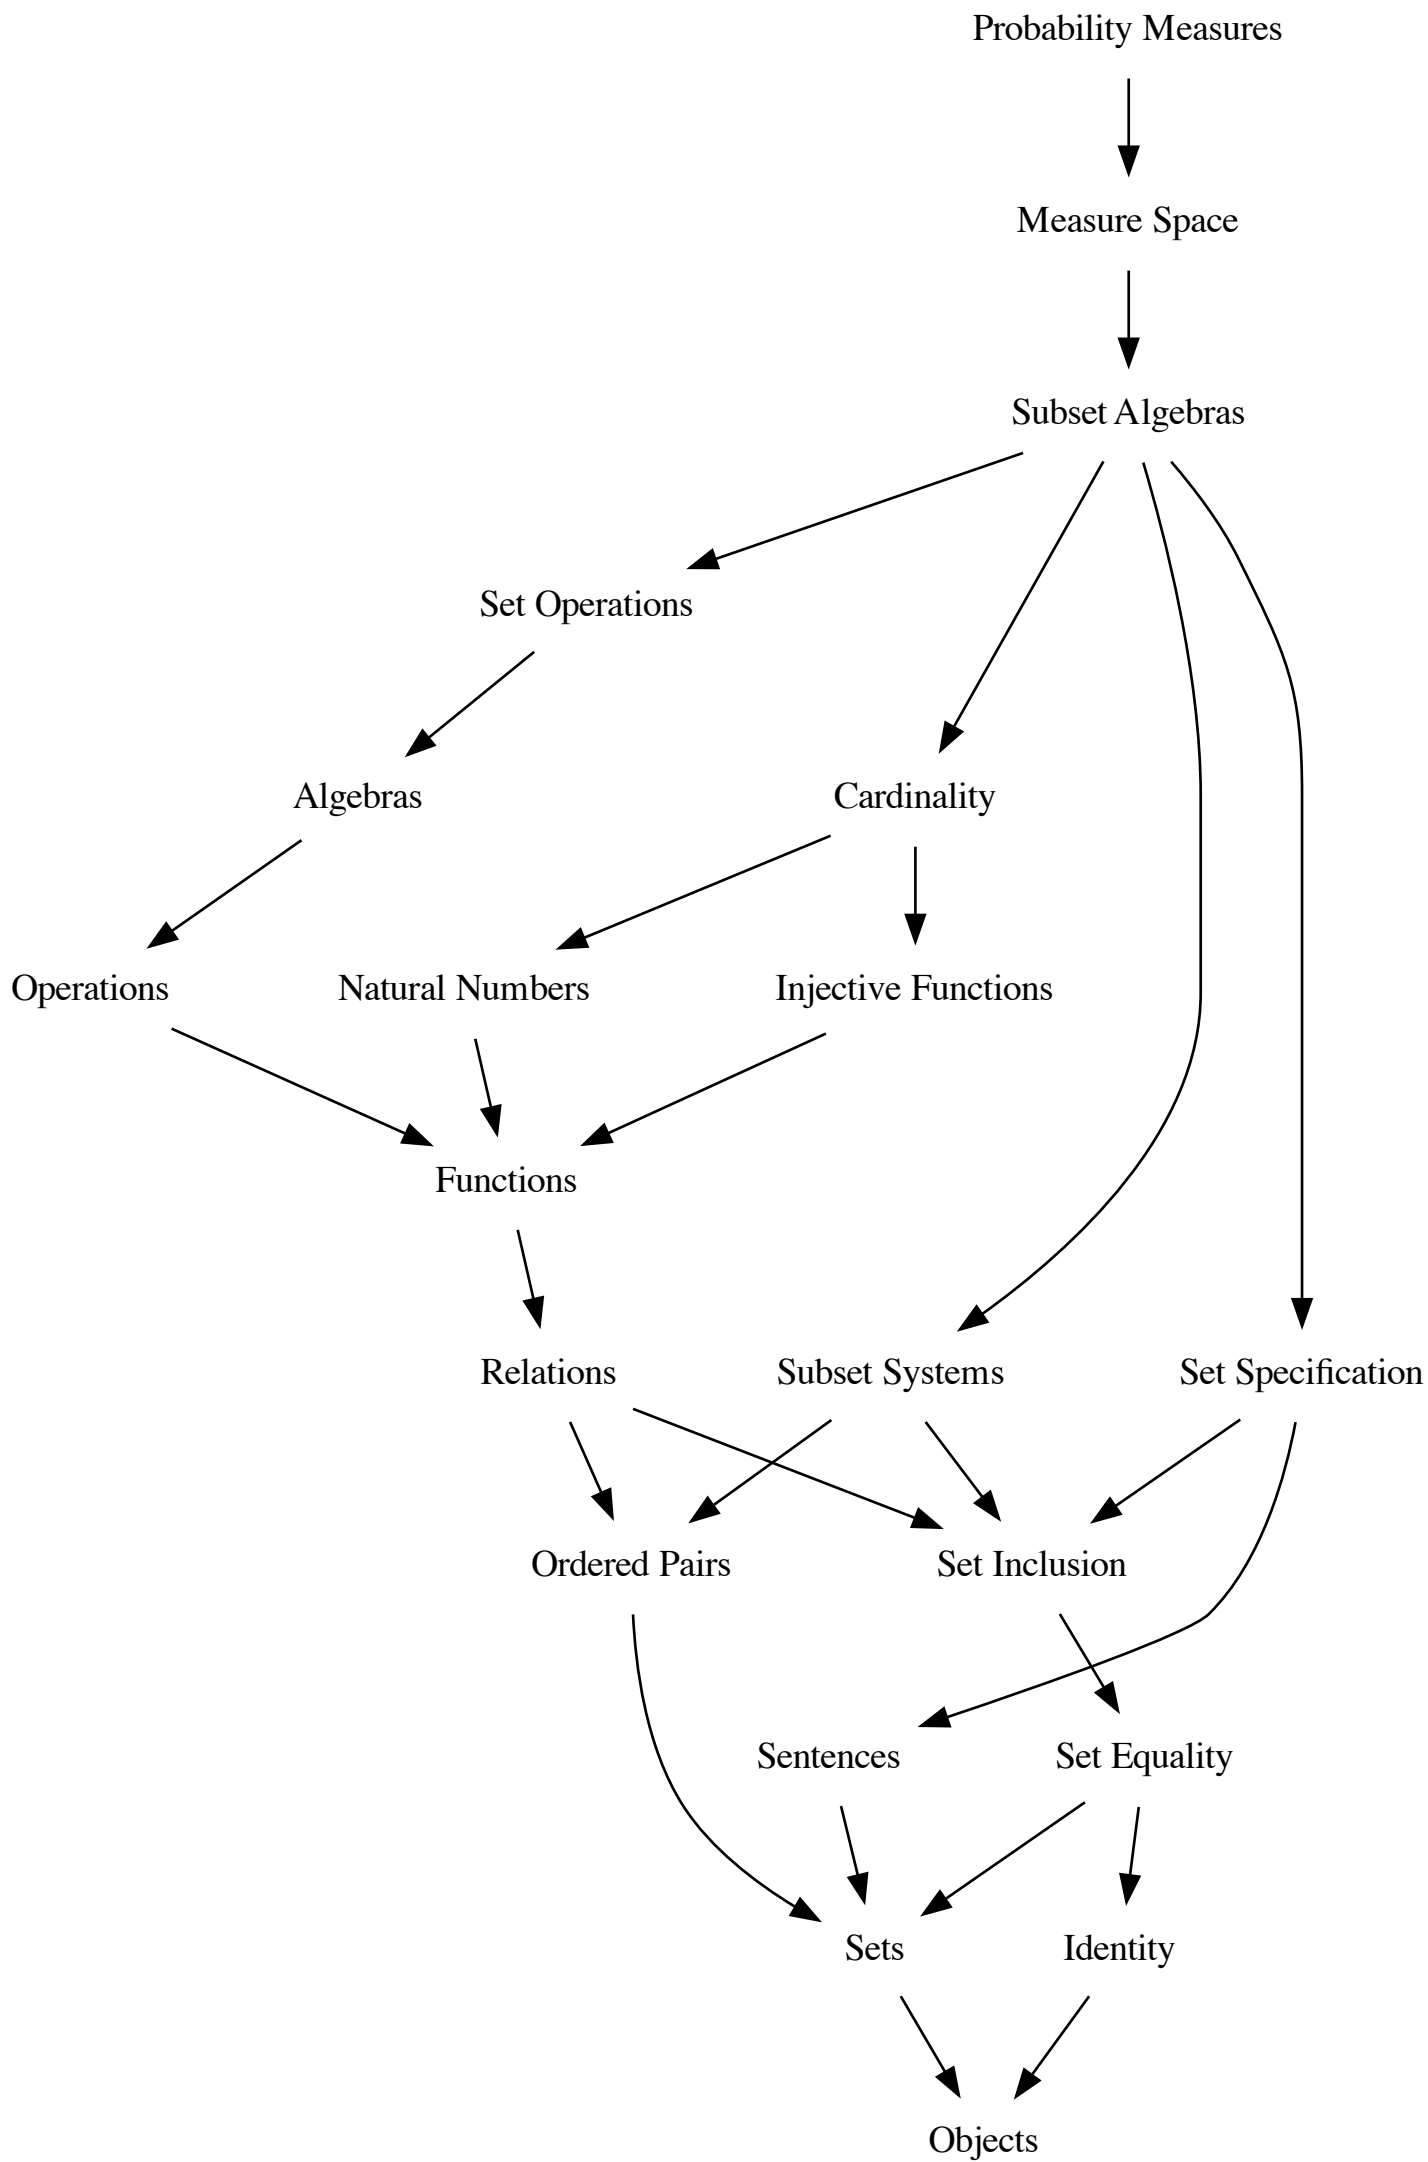 Probability Measures
Measure Space
Subset Algebras
Set Operations
Algebras
Cardinality
Operations
Natural Numbers
Injective Functions
Functions
Relations
Subset Systems
Set Specification
Ordered Pairs
Set Inclusion
Sentences
Set Equality
Sets
Identity
Objects